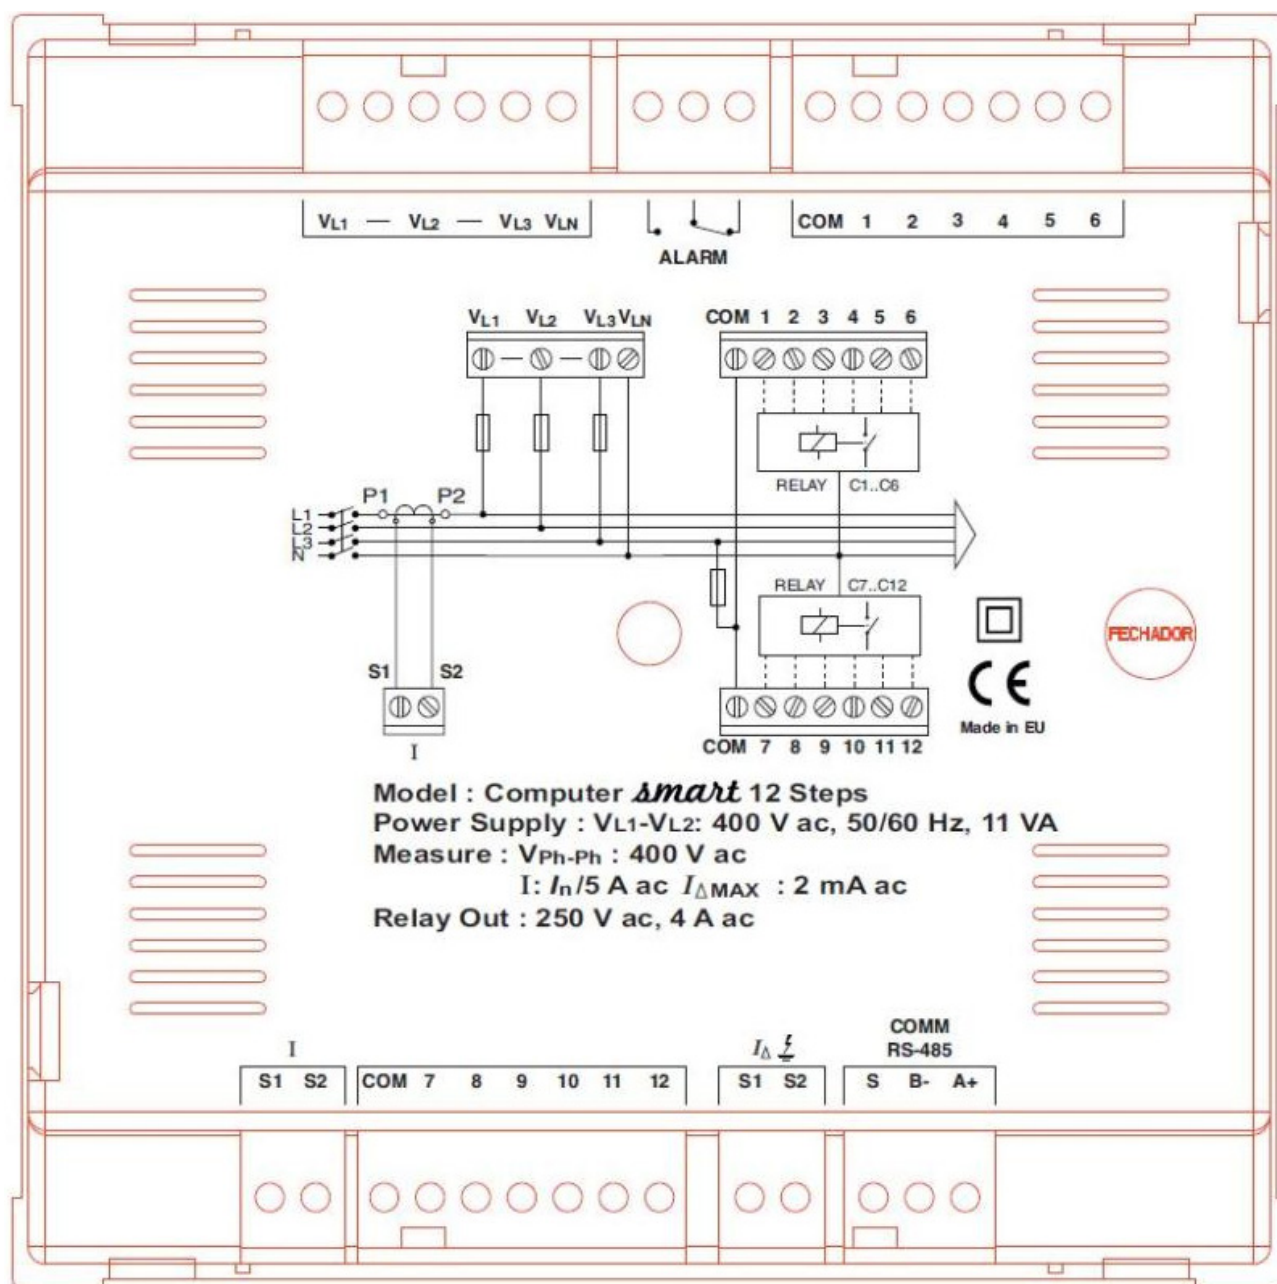 VL1 — VL2 — VL3 VLN
COM 1 2 3 4 5 6
ALARM
VL1 VL2 VL3 VLN
COM 1 2 3 4 5 6
RELAY C1..C6
P1 P2
L1
L2
L3
N
RELAY C7..C12
FECHADOR
S1 S2
I
CE
Made in EU
COM 7 8 9 10 11 12
Model : Computer smart 12 Steps
Power Supply : VL1-VL2: 400 V ac, 50/60 Hz, 11 VA
Measure : VPh-Ph : 400 V ac
I: In/5 A ac IΔMAX : 2 mA ac
Relay Out : 250 V ac, 4 A ac
I
S1 S2
COM 7 8 9 10 11 12
IΔ
S1 S2
COMM
RS-485
S B- A+